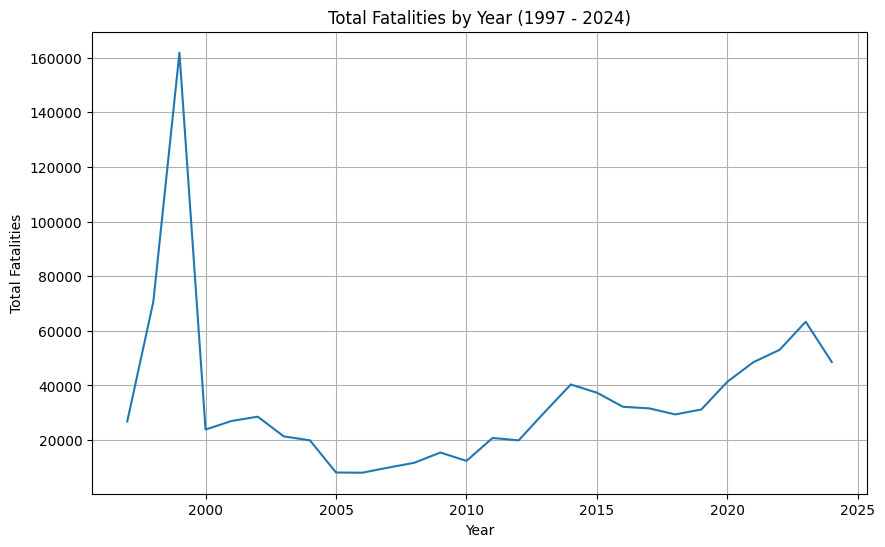 Total Fatalities by Year (1997 - 2024)
Total Fatalities
160000
140000
120000
100000
80000
60000
40000
20000
2000 2005 2010 2015 2020 2025
Year